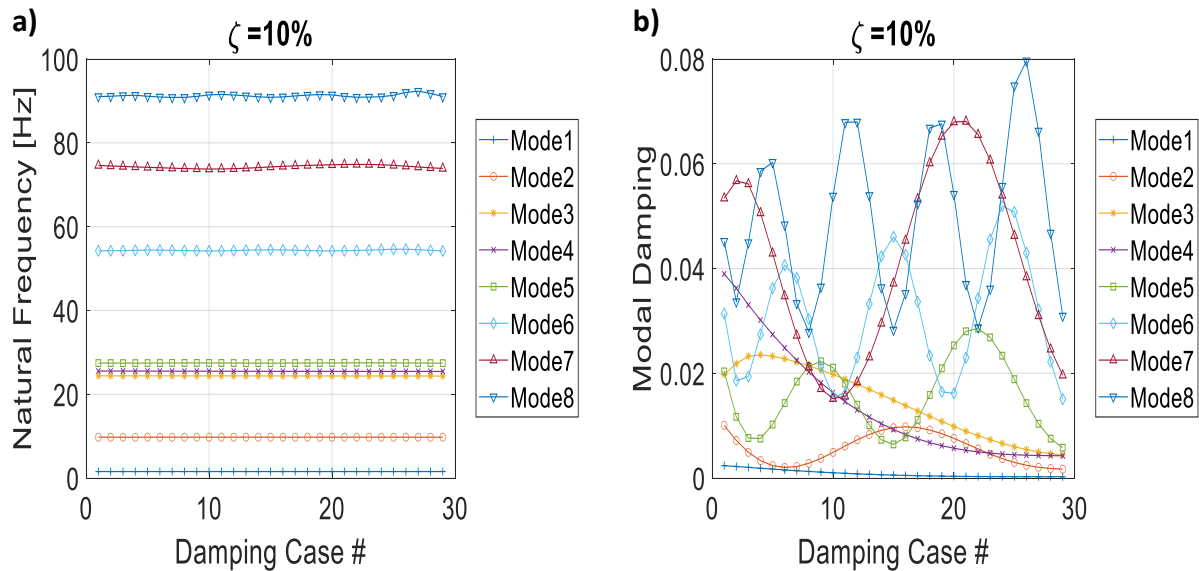 a)
ζ =10%
Natural Frequency [Hz]
100
80
60
40
20
0
0 10 20 30
Damping Case #
Mode1
Mode2
Mode3
Mode4
Mode5
Mode6
Mode7
Mode8
b)
ζ =10%
Modal Damping
0.08
0.06
0.04
0.02
0
0 10 20 30
Damping Case #
Mode1
Mode2
Mode3
Mode4
Mode5
Mode6
Mode7
Mode8